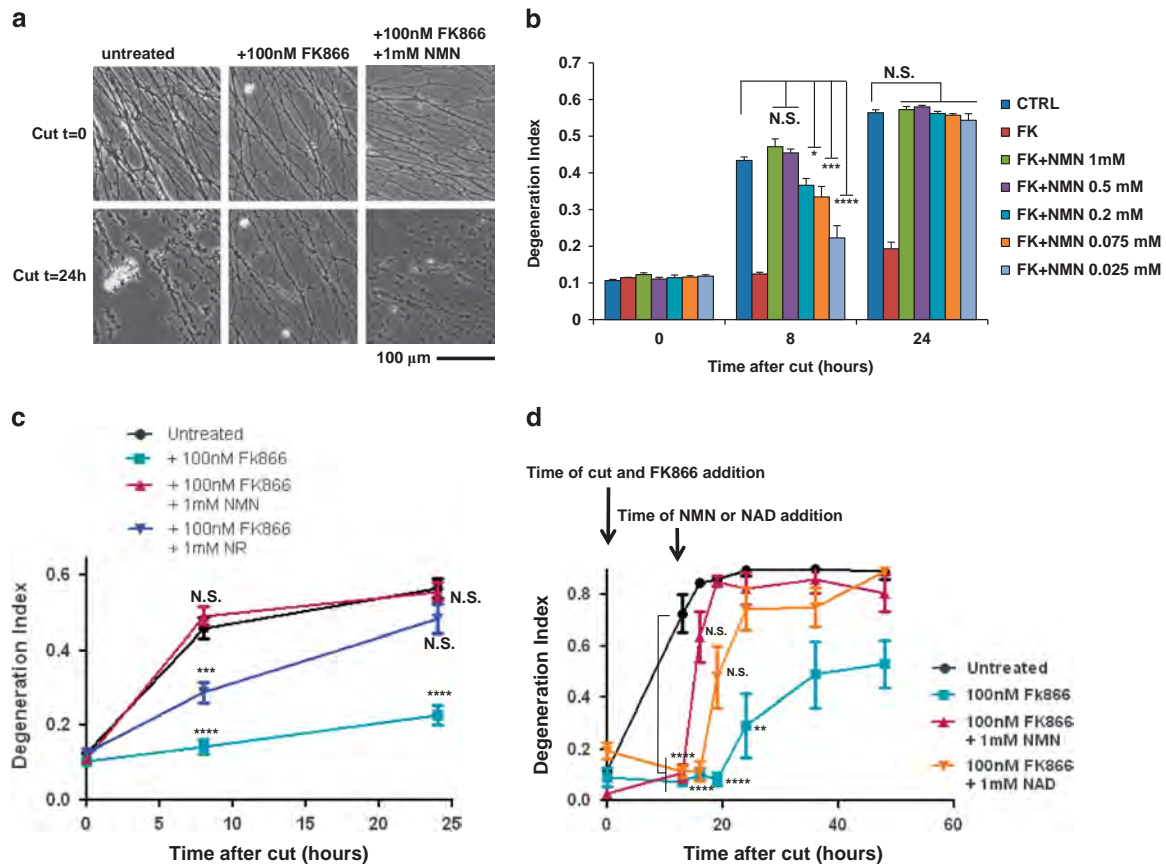 a
untreated
+100nM FK866
+100nM FK866
+1mM NMN
Cut t=0
Cut t=24h
100 μm
b
Degeneration Index
0.7
0.6
0.5
0.4
0.3
0.2
0.1
0
N.S.
*
***
****
N.S.
0
8
24
Time after cut (hours)
CTRL
FK
FK+NMN 1mM
FK+NMN 0.5 mM
FK+NMN 0.2 mM
FK+NMN 0.075 mM
FK+NMN 0.025 mM
c
Untreated
+ 100nM Fk866
+ 100nM FK866
+ 1mM NMN
+ 100nM FK866
+ 1mM NR
Degeneration Index
0.6
0.4
0.2
0.0
N.S.
***
****
N.S.
N.S.
****
0
5
10
15
20
25
Time after cut (hours)
d
Time of cut and FK866 addition
Time of NMN or NAD addition
Degeneration Index
0.8
0.6
0.4
0.2
0.0
N.S.
N.S.
****
****
****
**
0
20
40
60
Time after cut (hours)
Untreated
100nM Fk866
100nM FK866
+ 1mM NMN
100nM FK866
+ 1mM NAD